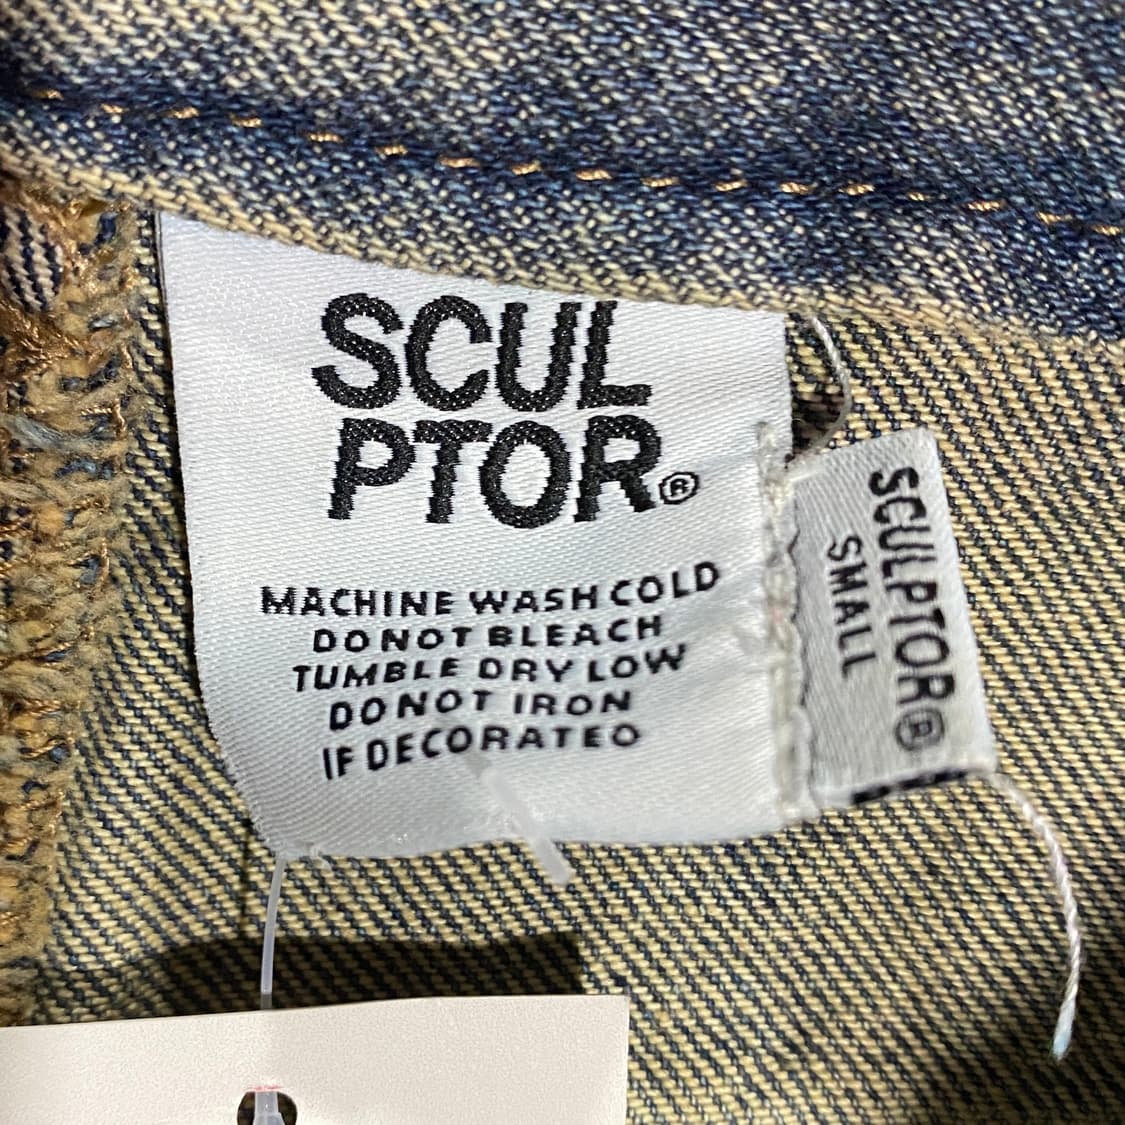 SCUL
PTOR®
MACHINE WASH COLD
DO NOT BLEACH
TUMBLE DRY LOW
DO NOT IRON
IF DECORATED
SCULPTOR®
SMALL